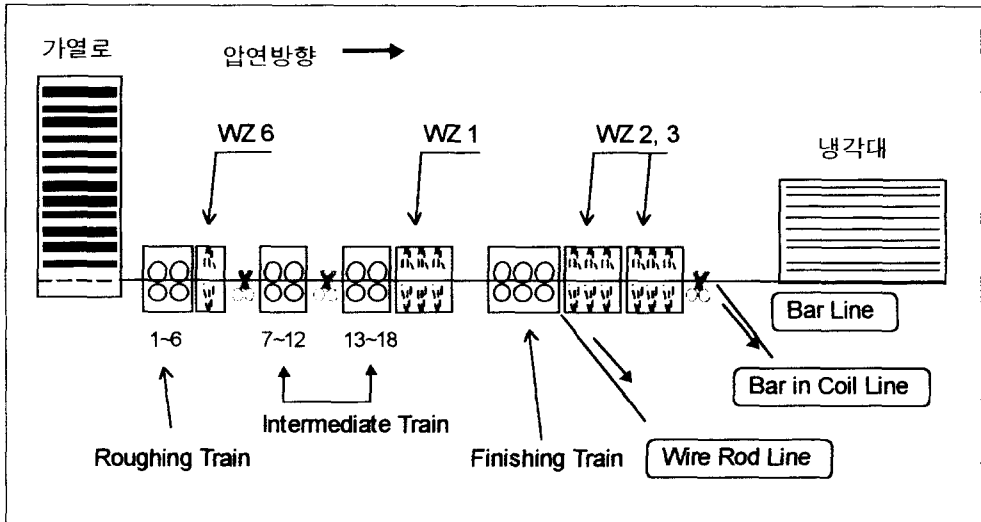 가열로
압연방향
WZ 6
WZ 1
WZ 2, 3
냉각대
1~6
7~12
13~18
Bar Line
Bar in Coil Line
Intermediate Train
Roughing Train
Finishing Train
Wire Rod Line